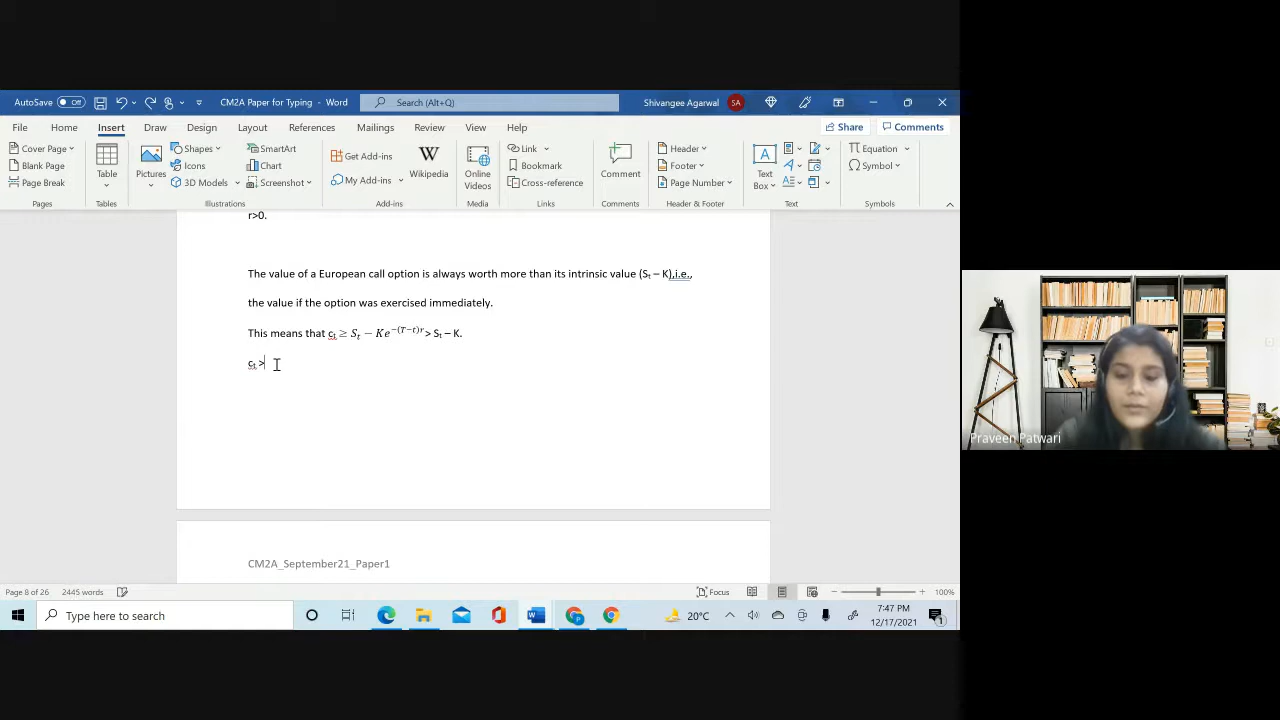 AutoSave Off CM2A Paper for Typing - Word Search (Alt+Q) Shivangee Agarwal SA
File Home Insert Draw Design Layout References Mailings Review View Help Share Comments
Cover Page
Blank Page
Page Break
Pages
Table
Tables
Pictures
Shapes
Icons
3D Models
SmartArt
Chart
Screenshot
Illustrations
Get Add-ins
My Add-ins
Wikipedia
Add-ins
Online
Videos
Media
Link
Bookmark
Cross-reference
Links
Comment
Comments
Header
Footer
Page Number
Header & Footer
Text
Box
Text
Equation
Symbol
Symbols
r>0.
The value of a European call option is always worth more than its intrinsic value (Sₜ – K),i.e.,
the value if the option was exercised immediately.
This means that cₜ ≥ Sₜ − Ke^−(T−t)r > Sₜ – K.
cₜ >
CM2A_September21_Paper1
Page 8 of 26 2445 words Focus 100%
Type here to search 20°C 7:47 PM
12/17/2021
1
Praveen Patwari